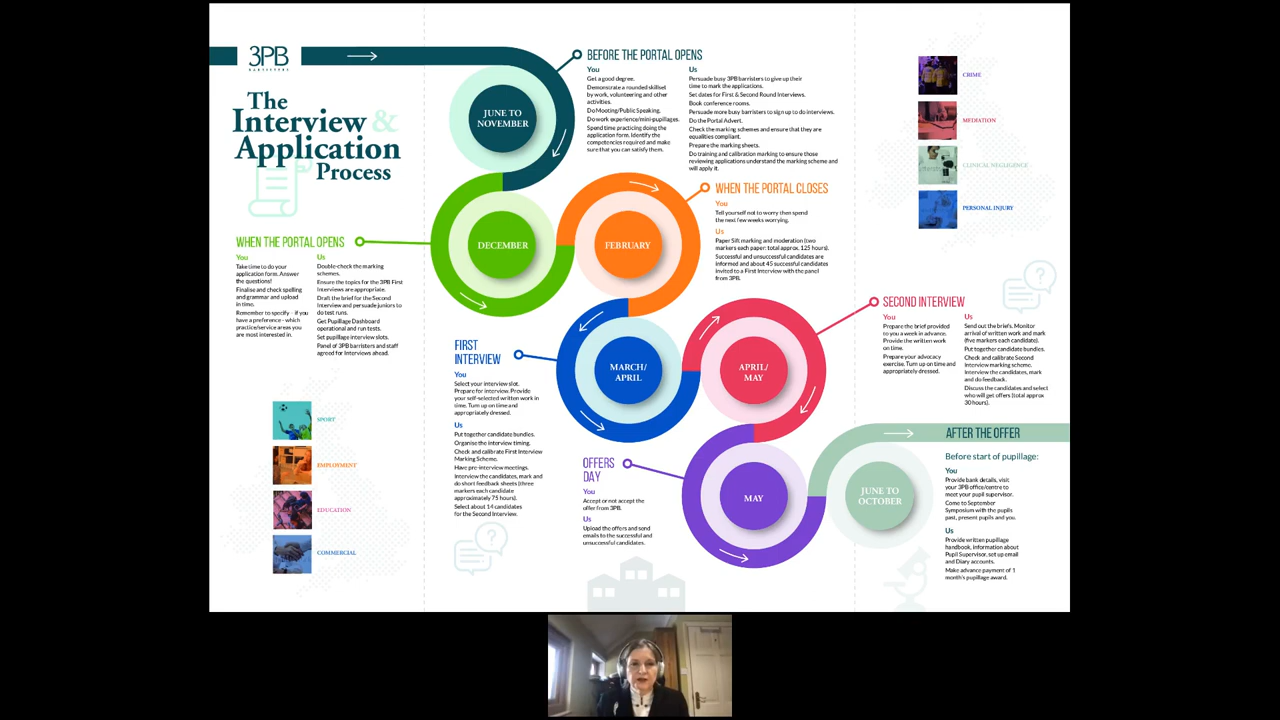 3PB
BARRISTERS
The
Interview &
Application
Process
JUNE TO
NOVEMBER
BEFORE THE PORTAL OPENS
You
Get a good degree.
Demonstrate a rounded skillset
by work, volunteering and other
activities.
Do Mooting/Public Speaking.
Do work experience/mini-pupillages.
Spend time practicing doing the
application form. Identify the
competencies required and make
sure that you can satisfy them.
Us
Persuade busy 3PB barristers to give up their
time to mark the applications.
Set dates for First & Second Round Interviews.
Book conference rooms.
Persuade more busy barristers to sign up to do interviews.
Do the Portal Advert.
Check the marking schemes and ensure that they are
equalities compliant.
Prepare the marking sheets.
Do training and calibration marking to ensure those
reviewing applications understand the marking scheme and
will apply it.
CRIME
MEDIATION
CLINICAL NEGLIGENCE
PERSONAL INJURY
DECEMBER
WHEN THE PORTAL OPENS
You
Take time to do your
application form. Answer
the questions!
Finalise and check spelling
and grammar and upload
in time.
Remember to specify - if you
have a preference - which
practice/service areas you
are most interested in.
Us
Double-check the marking
schemes.
Ensure the topics for the 3PB First
Interviews are appropriate.
Draft the brief for the Second
Interview and persuade juniors to
do test runs.
Get Pupillage Dashboard
operational and run tests.
Set pupillage interview slots.
Panel of 3PB barristers and staff
agreed for Interviews ahead.
FEBRUARY
WHEN THE PORTAL CLOSES
You
Tell yourself not to worry then spend
the next few weeks worrying.
Us
Paper Sift marking and moderation (two
markers each paper: total approx. 125 hours).
Successful and unsuccessful candidates are
informed and about 45 successful candidates
invited to a First Interview with the panel
from 3PB.
MARCH/
APRIL
FIRST
INTERVIEW
You
Select your interview slot.
Prepare for interview. Provide
your self-selected written work in
time. Turn up on time and
appropriately dressed.
Us
Put together candidate bundles.
Organise the interview timing.
Check and calibrate First Interview
Marking Scheme.
Have pre-interview meetings.
Interview the candidates, mark and
do short feedback sheets (three
markers each candidate
approximately 75 hours).
Select about 14 candidates
for the Second Interview.
APRIL/
MAY
SECOND INTERVIEW
You
Prepare the brief provided
to you a week in advance.
Provide the written work
on time.
Prepare your advocacy
exercise. Turn up on time and
appropriately dressed.
Us
Send out the briefs. Monitor
arrival of written work and mark
(five markers each candidate).
Put together candidate bundles.
Check and calibrate Second
Interview marking scheme.
Interview the candidates, mark
and do feedback.
Discuss the candidates and select
who will get offers (total approx
30 hours).
SPORT
EMPLOYMENT
EDUCATION
COMMERCIAL
MAY
OFFERS
DAY
You
Accept or not accept the
offer from 3PB.
Us
Upload the offers and send
emails to the successful and
unsuccessful candidates.
JUNE TO
OCTOBER
AFTER THE OFFER
Before start of pupillage:
You
Provide bank details, visit
your 3PB office/centre to
meet your pupil supervisor.
Come to September
Symposium with the pupils
past, present pupils and you.
Us
Provide written pupillage
handbook, information about
Pupil Supervisor, set up email
and Diary accounts.
Make advance payment of 1
month's pupillage award.